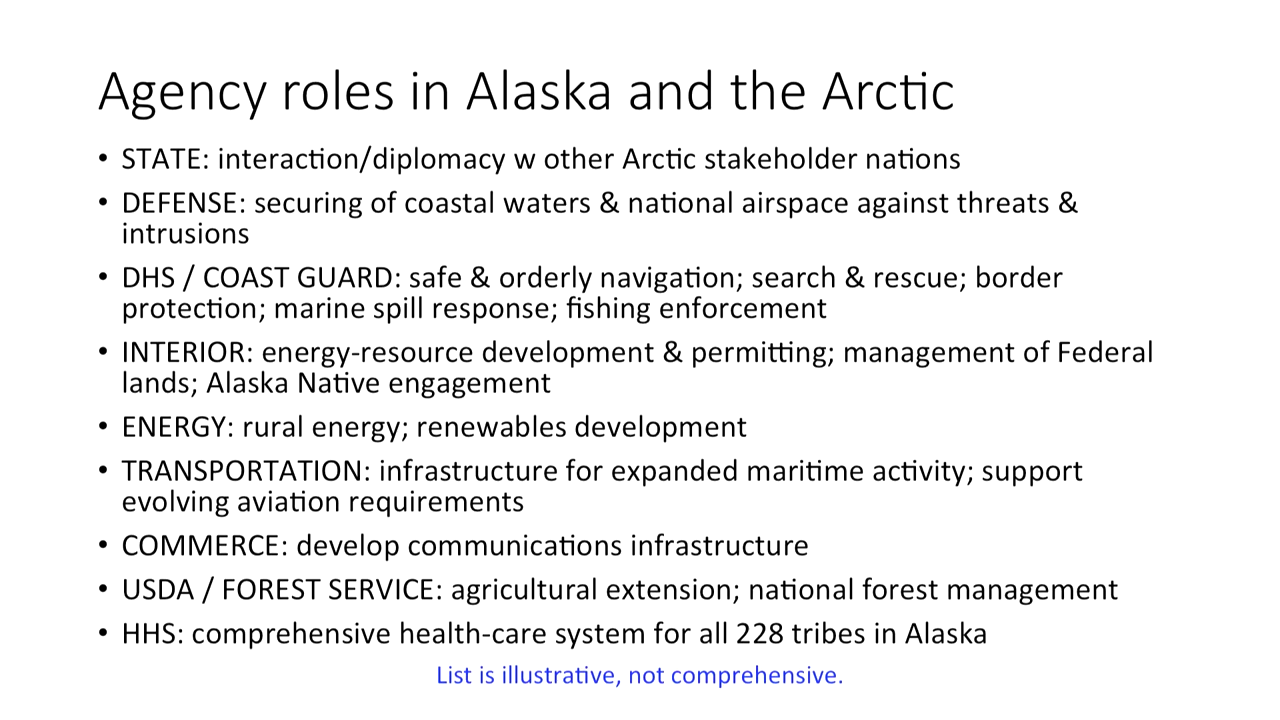 Agency roles in Alaska and the Arctic
• STATE: interaction/diplomacy w other Arctic stakeholder nations
• DEFENSE: securing of coastal waters & national airspace against threats &
intrusions
• DHS / COAST GUARD: safe & orderly navigation; search & rescue; border
protection; marine spill response; fishing enforcement
• INTERIOR: energy-resource development & permitting; management of Federal
lands; Alaska Native engagement
• ENERGY: rural energy; renewables development
• TRANSPORTATION: infrastructure for expanded maritime activity; support
evolving aviation requirements
• COMMERCE: develop communications infrastructure
• USDA / FOREST SERVICE: agricultural extension; national forest management
• HHS: comprehensive health-care system for all 228 tribes in Alaska
List is illustrative, not comprehensive.